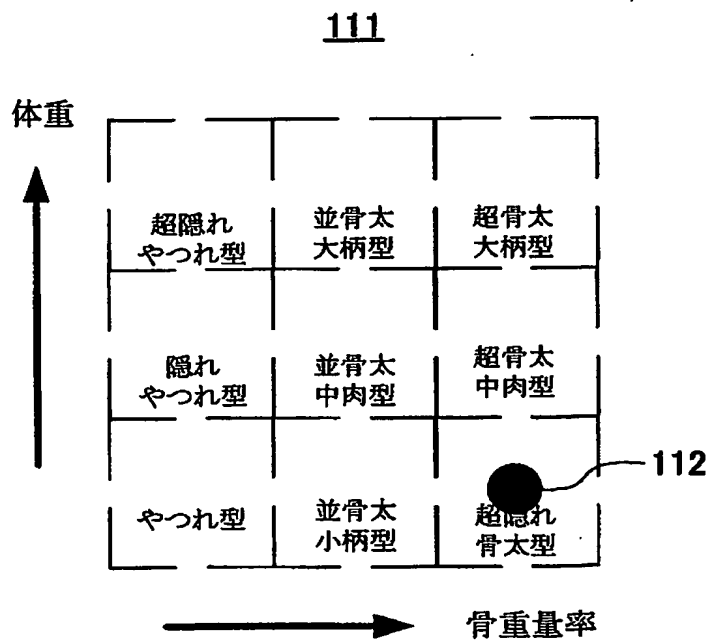 111
体重
超隠れ
やつれ型
並骨太
大柄型
超骨太
大柄型
隠れ
やつれ型
並骨太
中肉型
超骨太
中肉型
112
やつれ型
並骨太
小柄型
超隠れ
骨太型
骨重量率